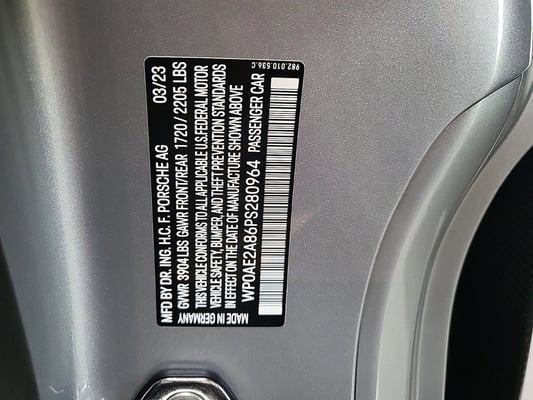 MFD BY DR. ING. H.C. F. PORSCHE AG 03/23
GVWR 3904 LBS GAWR FRONT/REAR 1720 / 2205 LBS
THIS VEHICLE CONFORMS TO ALL APPLICABLE U.S. FEDERAL MOTOR
VEHICLE SAFETY, BUMPER, AND THEFT PREVENTION STANDARDS
IN EFFECT ON THE DATE OF MANUFACTURE SHOWN ABOVE
WP0AE2A86PS280964 PASSENGER CAR
MADE IN GERMANY
982.010.536.C